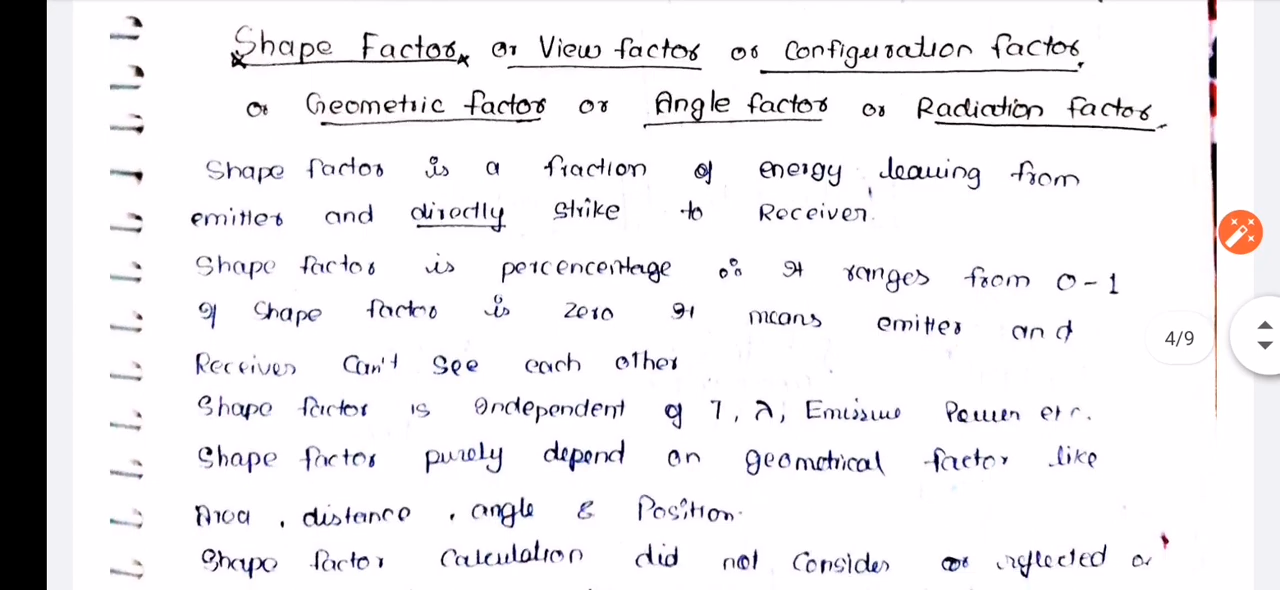 Shape Factor or View factor or Configuration factor
or Geometric factor or Angle factor or Radiation factor.
Shape factor is a fraction of energy leaving from
emitter and directly strike to Receiver.
Shape factor is percentage % It ranges from 0-1
If Shape factor is zero It means emitter and
Receiver Can't see each other
Shape factor is Independent of T, λ, Emissive Power etc.
Shape factor purely depend on geometrical factor like
Area, distance, angle & Position.
Shape factor Calculation did not Consider or reflected or
4/9